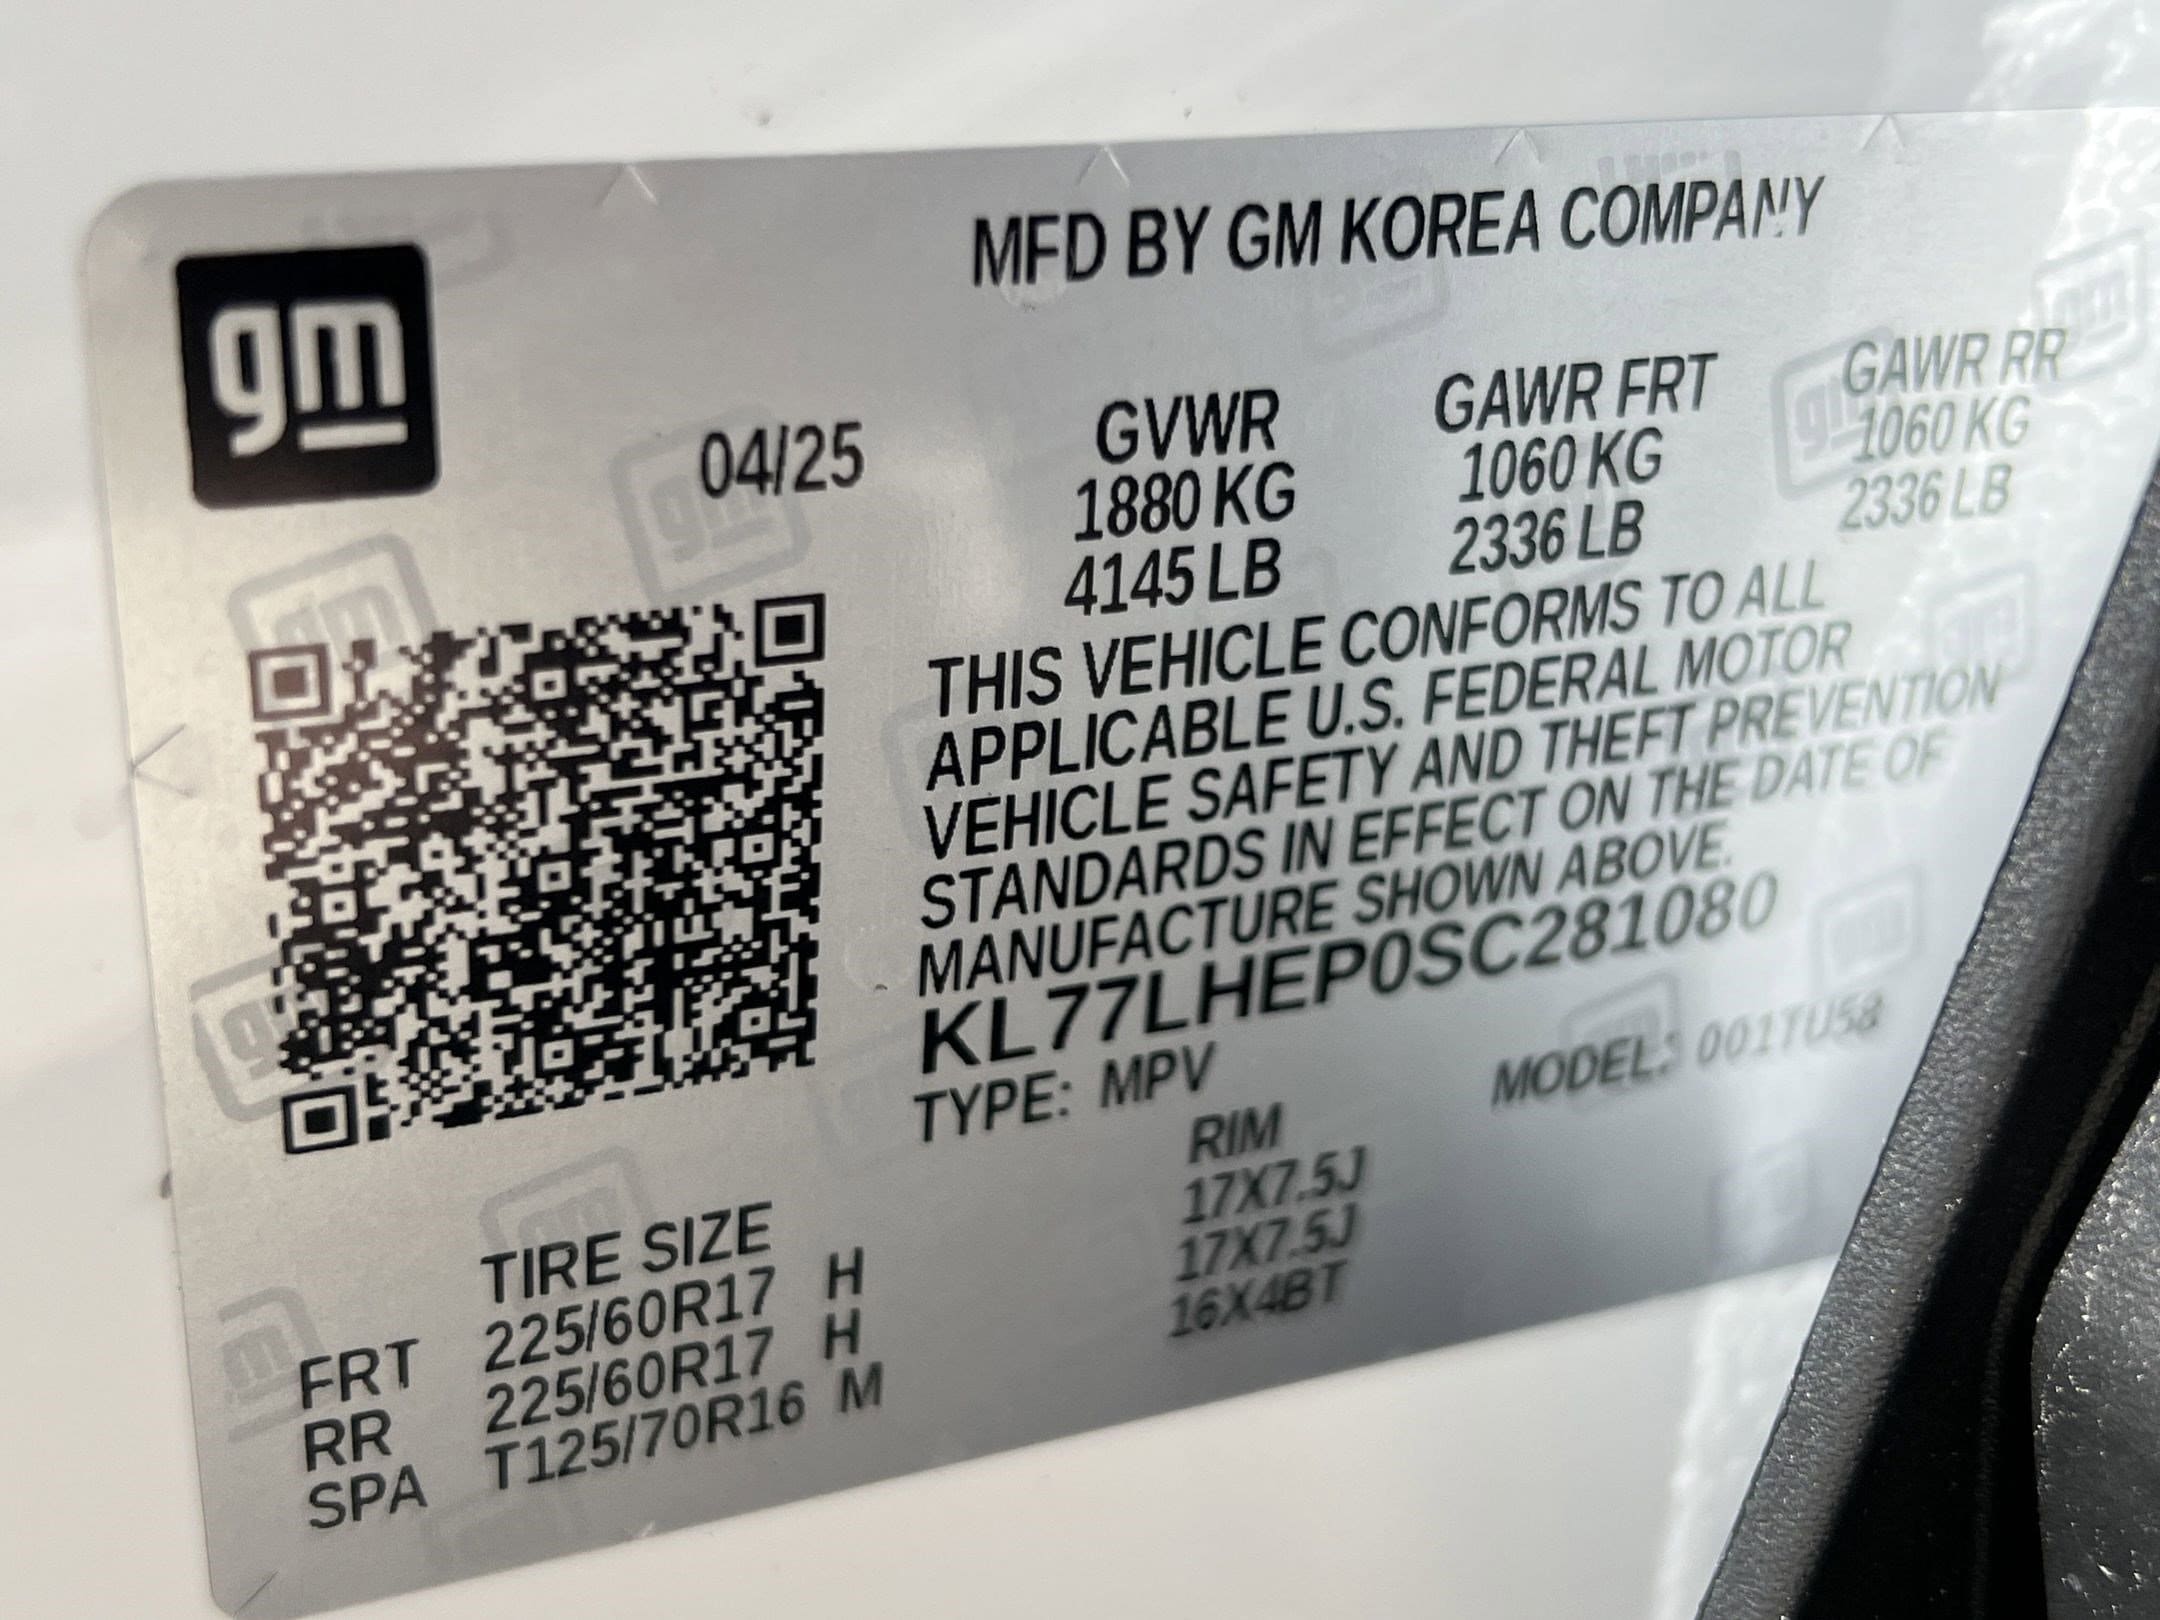 gm
MFD BY GM KOREA COMPANY
04/25
GVWR GAWR FRT GAWR RR
1880 KG 1060 KG 1060 KG
4145 LB 2336 LB 2336 LB
THIS VEHICLE CONFORMS TO ALL
APPLICABLE U.S. FEDERAL MOTOR
VEHICLE SAFETY AND THEFT PREVENTION
STANDARDS IN EFFECT ON THE DATE OF
MANUFACTURE SHOWN ABOVE.
KL77LHEP0SC281080
TYPE: MPV MODEL: 001TU58
TIRE SIZE RIM
FRT 225/60R17 H 17X7.5J
RR 225/60R17 H 17X7.5J
SPA T125/70R16 M 16X4BT